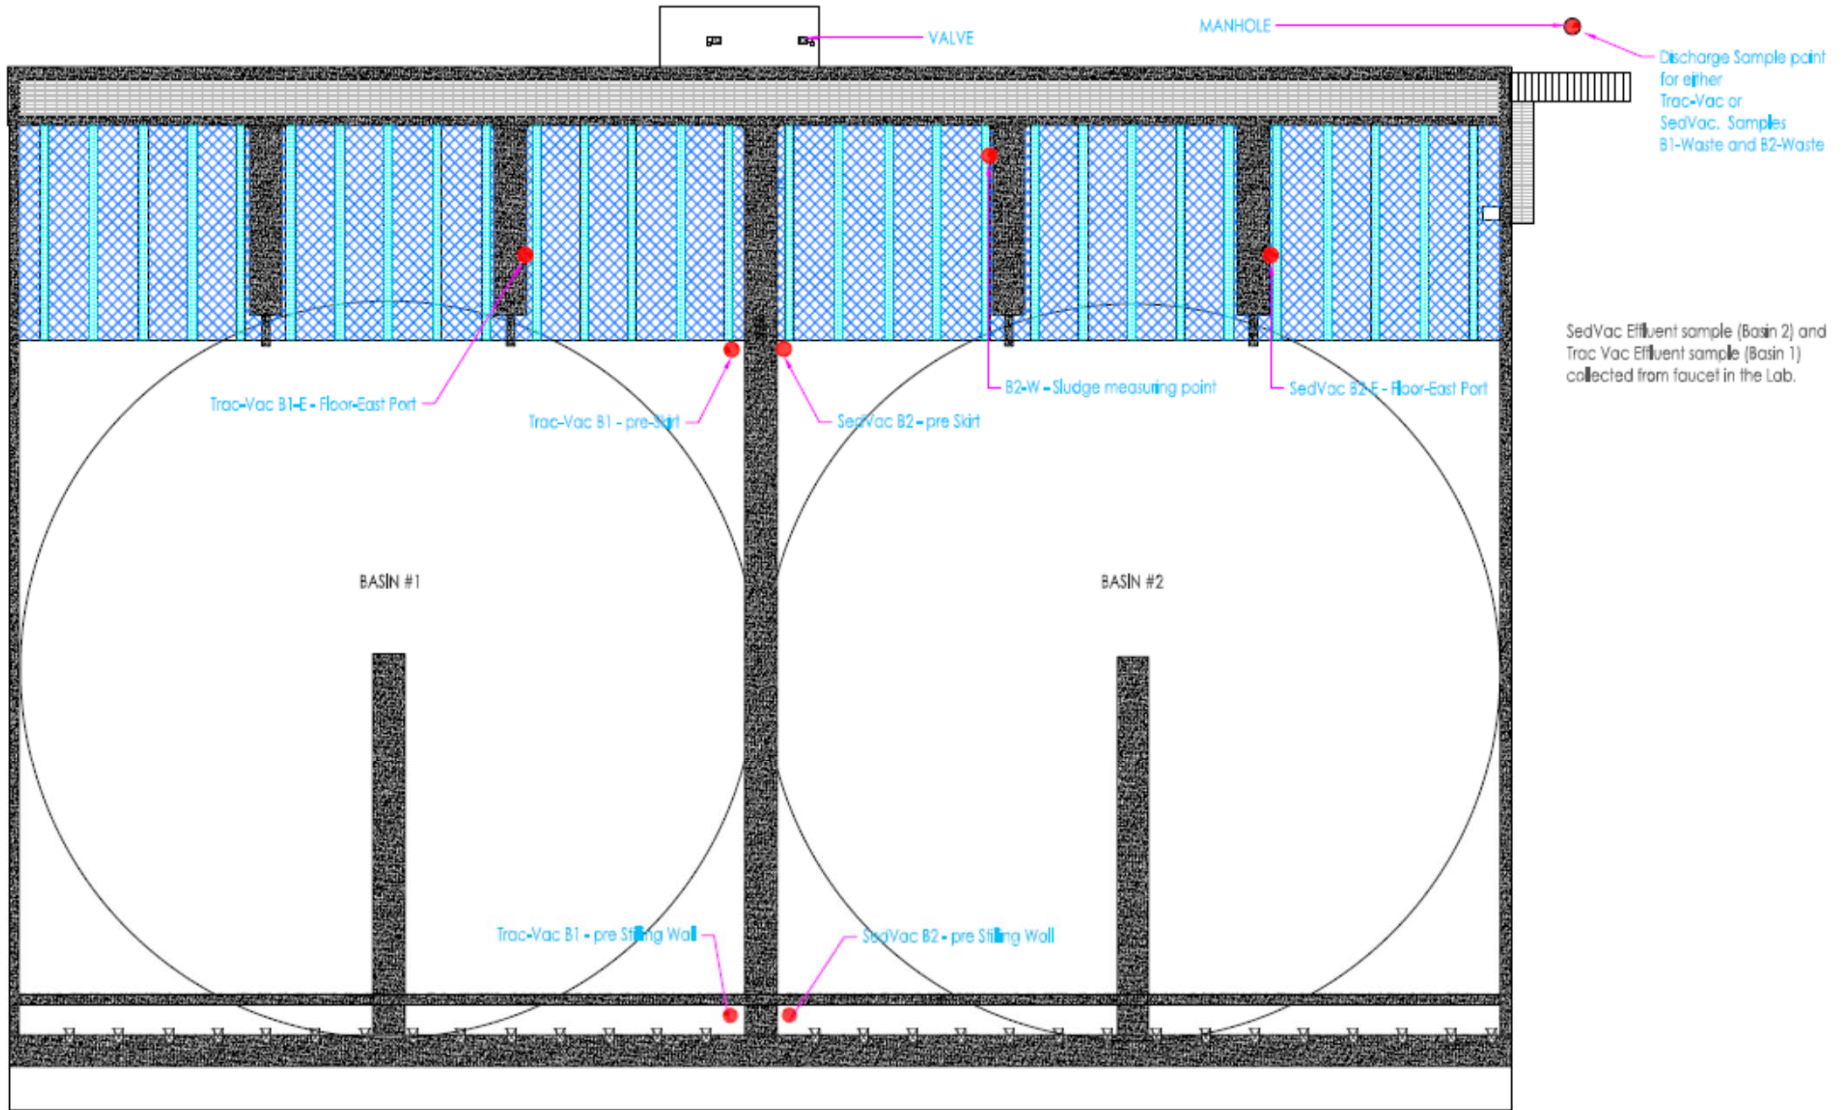 VALVE
MANHOLE
Discharge Sample point
for either
Trac-Vac or
SedVac. Samples
B1-Waste and B2-Waste
SedVac Effluent sample (Basin 2) and
Trac Vac Effluent sample (Basin 1)
collected from faucet in the Lab.
Trac-Vac B1-E - Floor-East Port
Trac-Vac B1 - pre-Skirt
SedVac B2 - pre Skirt
B2-W - Sludge measuring point
SedVac B2-E - Floor-East Port
BASIN #1
BASIN #2
Trac-Vac B1 - pre Stilling Wall
SedVac B2 - pre Stilling Wall